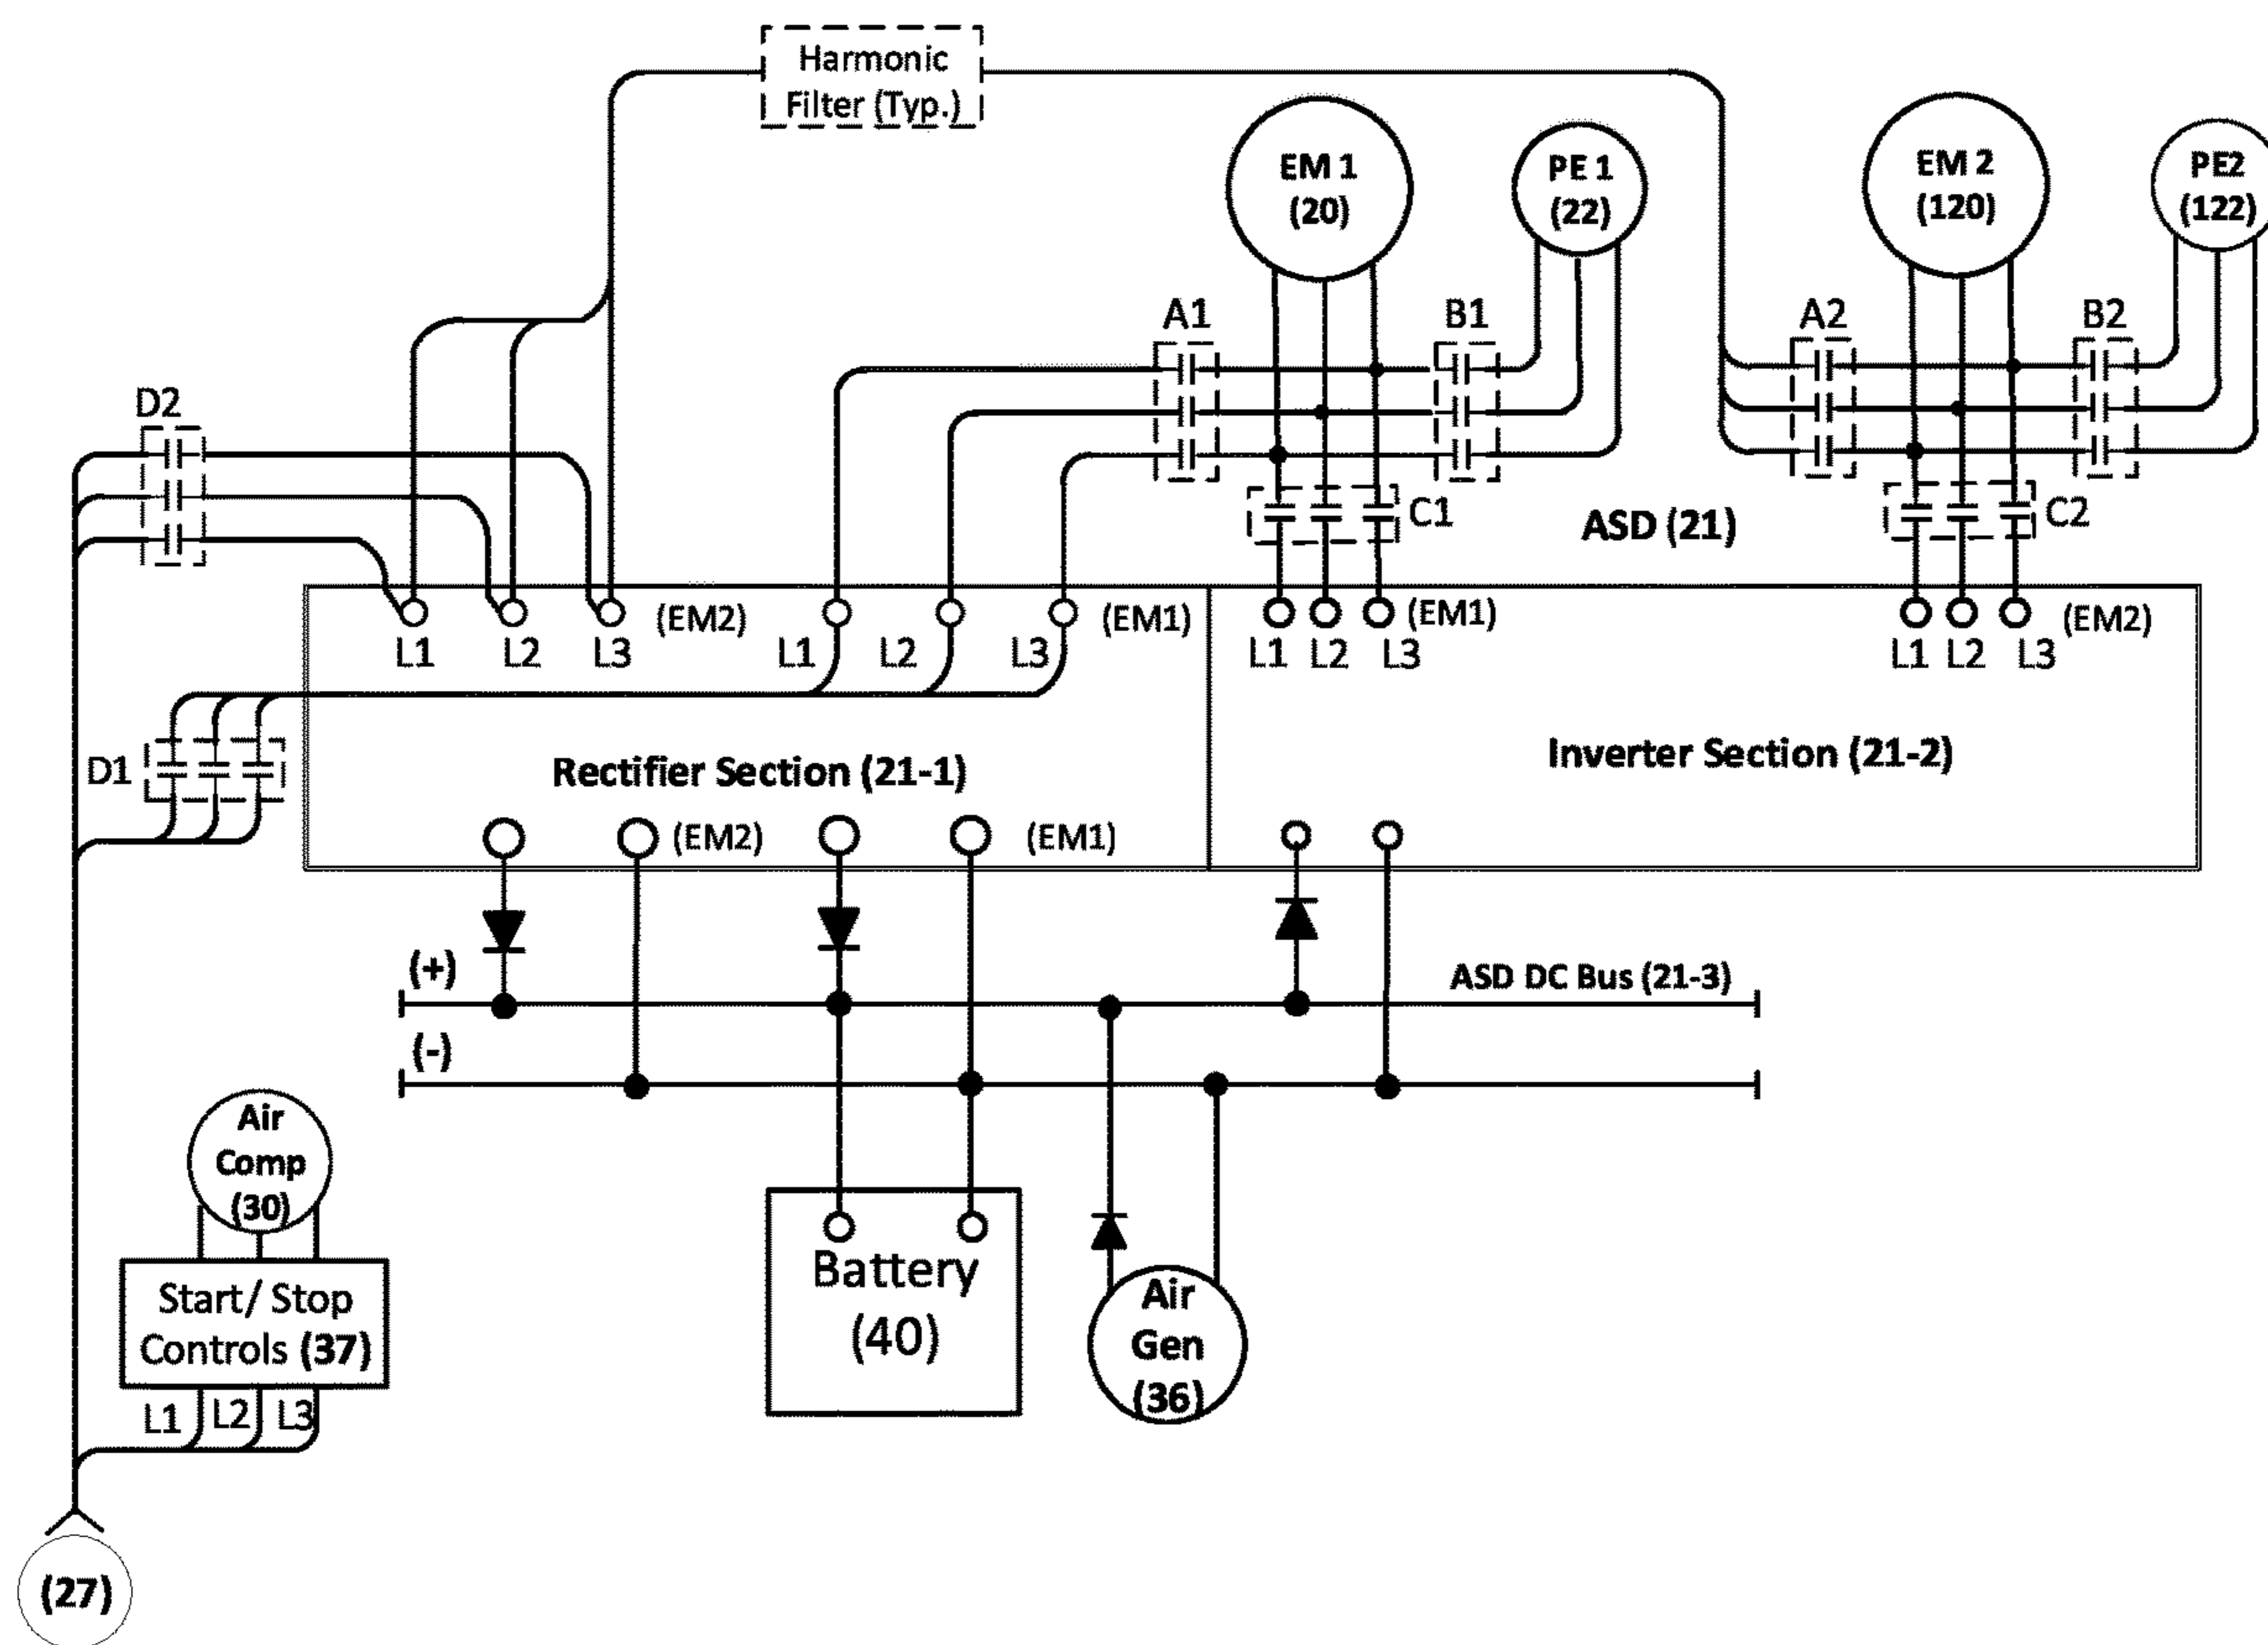 Harmonic
Filter (Typ.)
EM 1
(20)
PE 1
(22)
EM 2
(120)
PE2
(122)
A1
B1
A2
B2
D2
C1
ASD (21)
C2
L1
L2
L3
(EM2)
L1
L2
L3
(EM1)
L1
L2
L3
(EM1)
L1
L2
L3
(EM2)
D1
Rectifier Section (21-1)
Inverter Section (21-2)
(EM2)
(EM1)
(+)
ASD DC Bus (21-3)
(-)
Air
Comp
(30)
Start/ Stop
Controls (37)
L1
L2
L3
Battery
(40)
Air
Gen
(36)
(27)